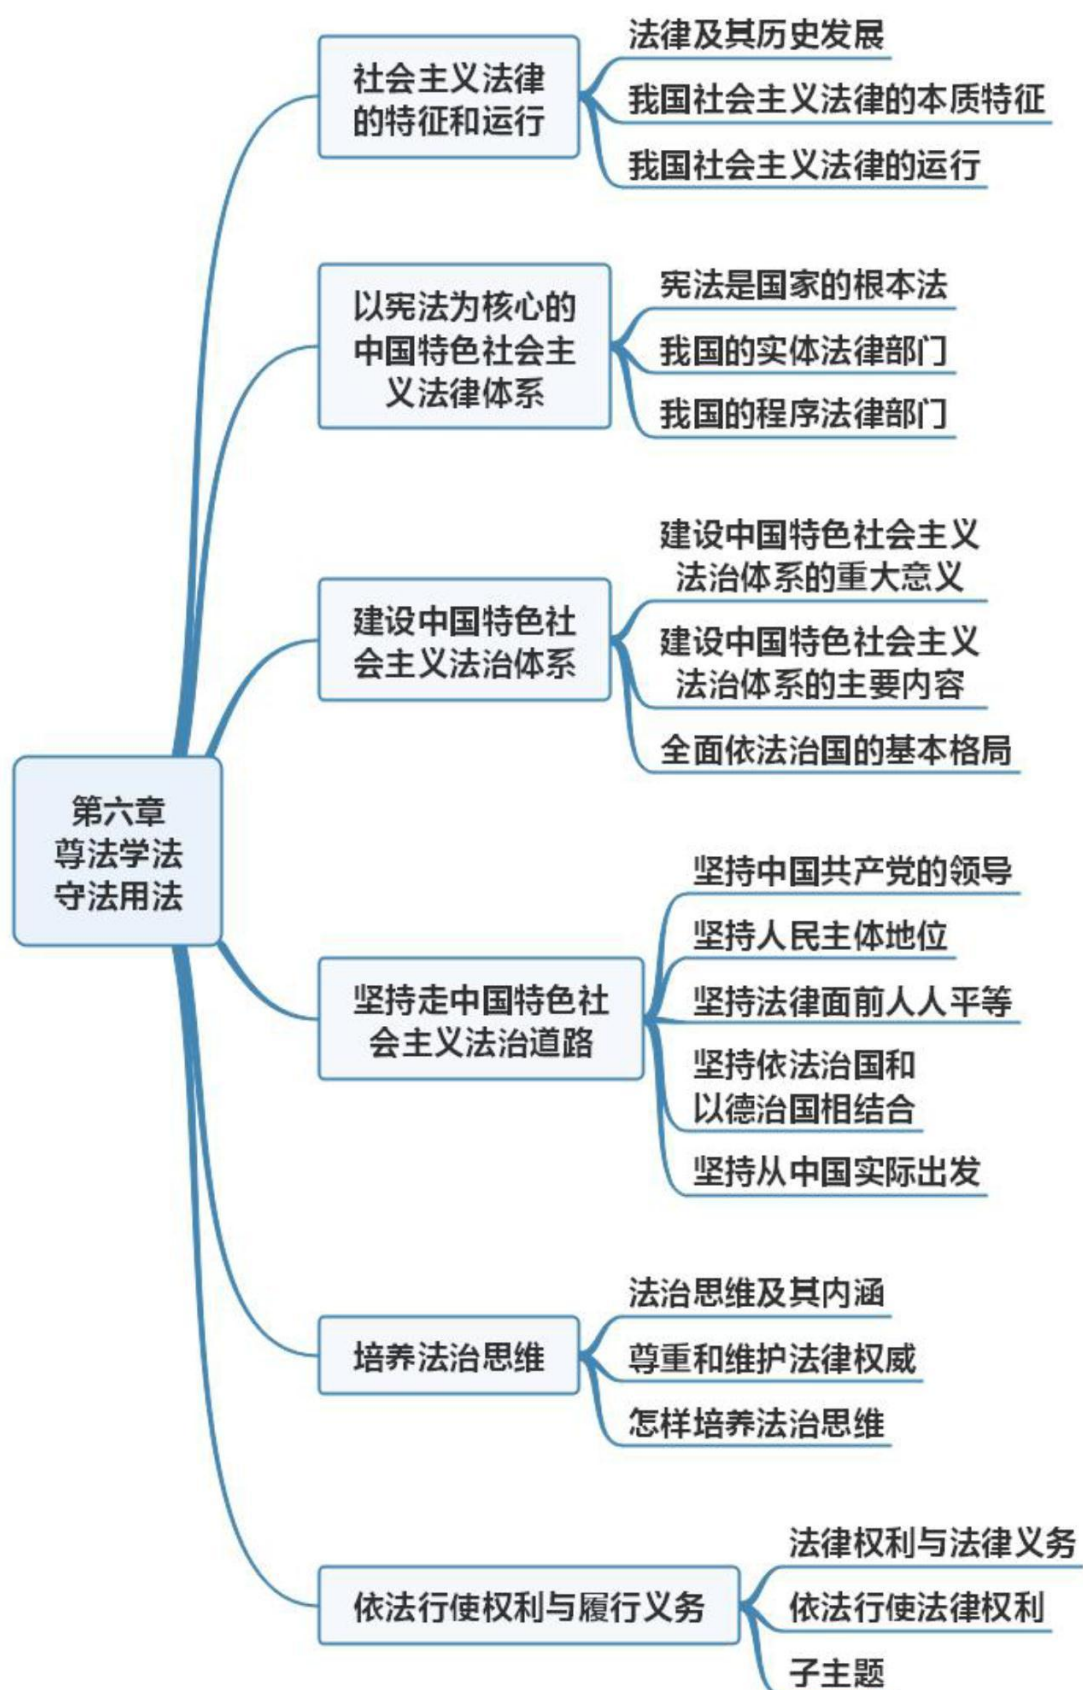 第六章
尊法学法
守法用法
社会主义法律
的特征和运行
法律及其历史发展
我国社会主义法律的本质特征
我国社会主义法律的运行
以宪法为核心的
中国特色社会主
义法律体系
宪法是国家的根本法
我国的实体法律部门
我国的程序法律部门
建设中国特色社
会主义法治体系
建设中国特色社会主义
法治体系的重大意义
建设中国特色社会主义
法治体系的主要内容
全面依法治国的基本格局
坚持走中国特色社
会主义法治道路
坚持中国共产党的领导
坚持人民主体地位
坚持法律面前人人平等
坚持依法治国和
以德治国相结合
坚持从中国实际出发
培养法治思维
法治思维及其内涵
尊重和维护法律权威
怎样培养法治思维
依法行使权利与履行义务
法律权利与法律义务
依法行使法律权利
子主题